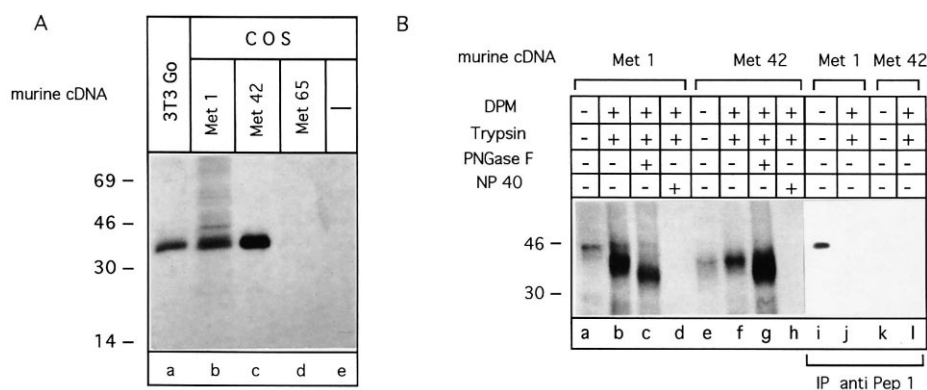 A
COS
murine cDNA
3T3 Go
Met 1
Met 42
Met 65
—
69 –
46 –
30 –
14 –
a b c d e
B
murine cDNA Met 1 Met 42 Met 1 Met 42
DPM - + + + - + + + - + - +
Trypsin - + + + - + + + - + - +
PNGase F - - + - - - + - - - - -
NP 40 - - - + - - - + - - - -
46 –
30 –
a b c d e f g h i j k l
IP anti Pep 1